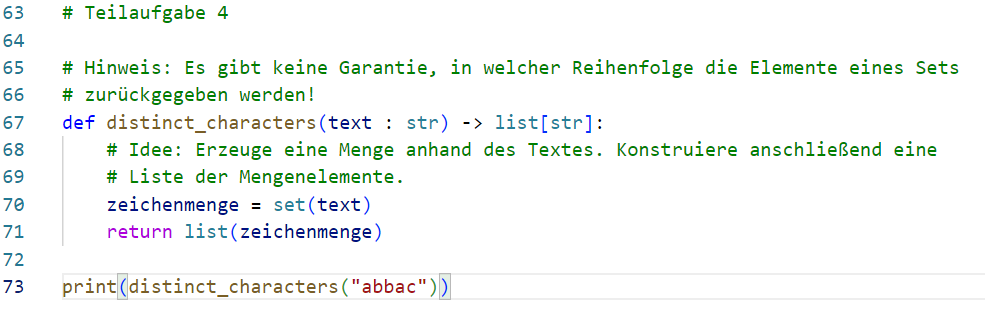 63 # Teilaufgabe 4
64
65 # Hinweis: Es gibt keine Garantie, in welcher Reihenfolge die Elemente eines Sets
66 # zurückgegeben werden!
67 def distinct_characters(text : str) -> list[str]:
68     # Idee: Erzeuge eine Menge anhand des Textes. Konstruiere anschließend eine
69     # Liste der Mengenelemente.
70     zeichenmenge = set(text)
71     return list(zeichenmenge)
72
73 print(distinct_characters("abbac"))